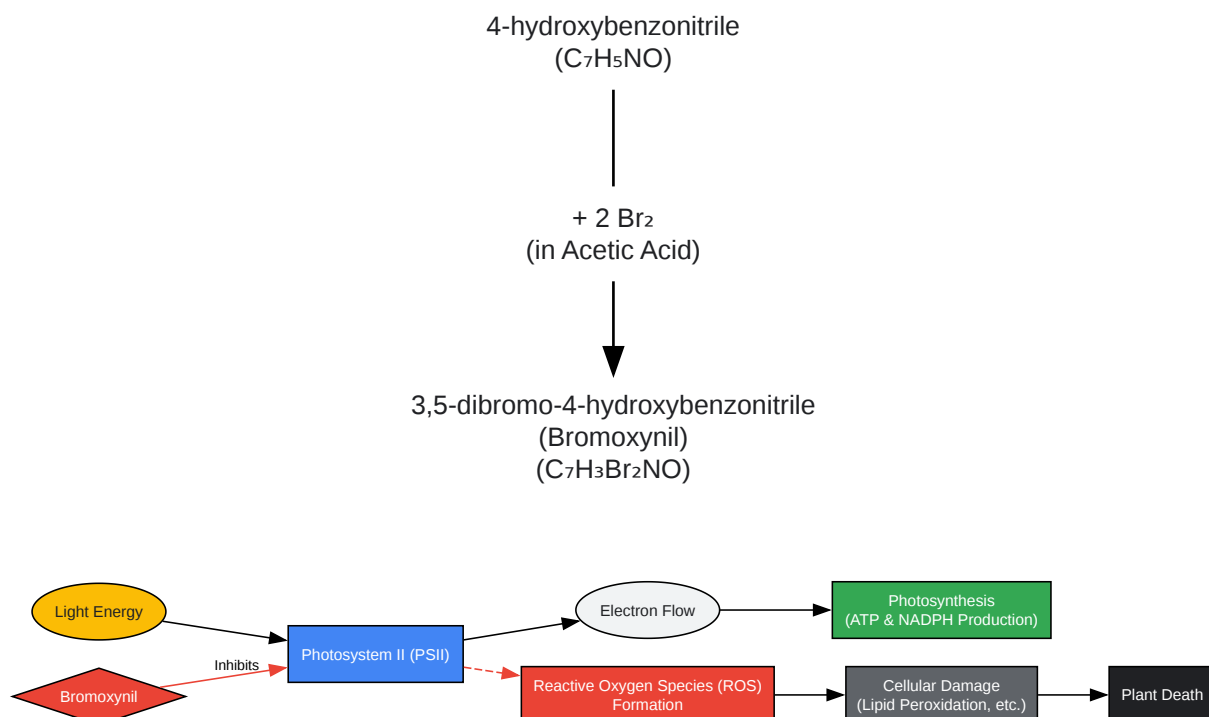 4-hydroxybenzonitrile
(C₇H₅NO)
+ 2 Br₂
(in Acetic Acid)
3,5-dibromo-4-hydroxybenzonitrile
(Bromoxynil)
(C₇H₃Br₂NO)
Light Energy
Electron Flow
Photosynthesis
(ATP & NADPH Production)
Inhibits
Photosystem II (PSII)
Bromoxynil
Reactive Oxygen Species (ROS)
Formation
Cellular Damage
(Lipid Peroxidation, etc.)
Plant Death